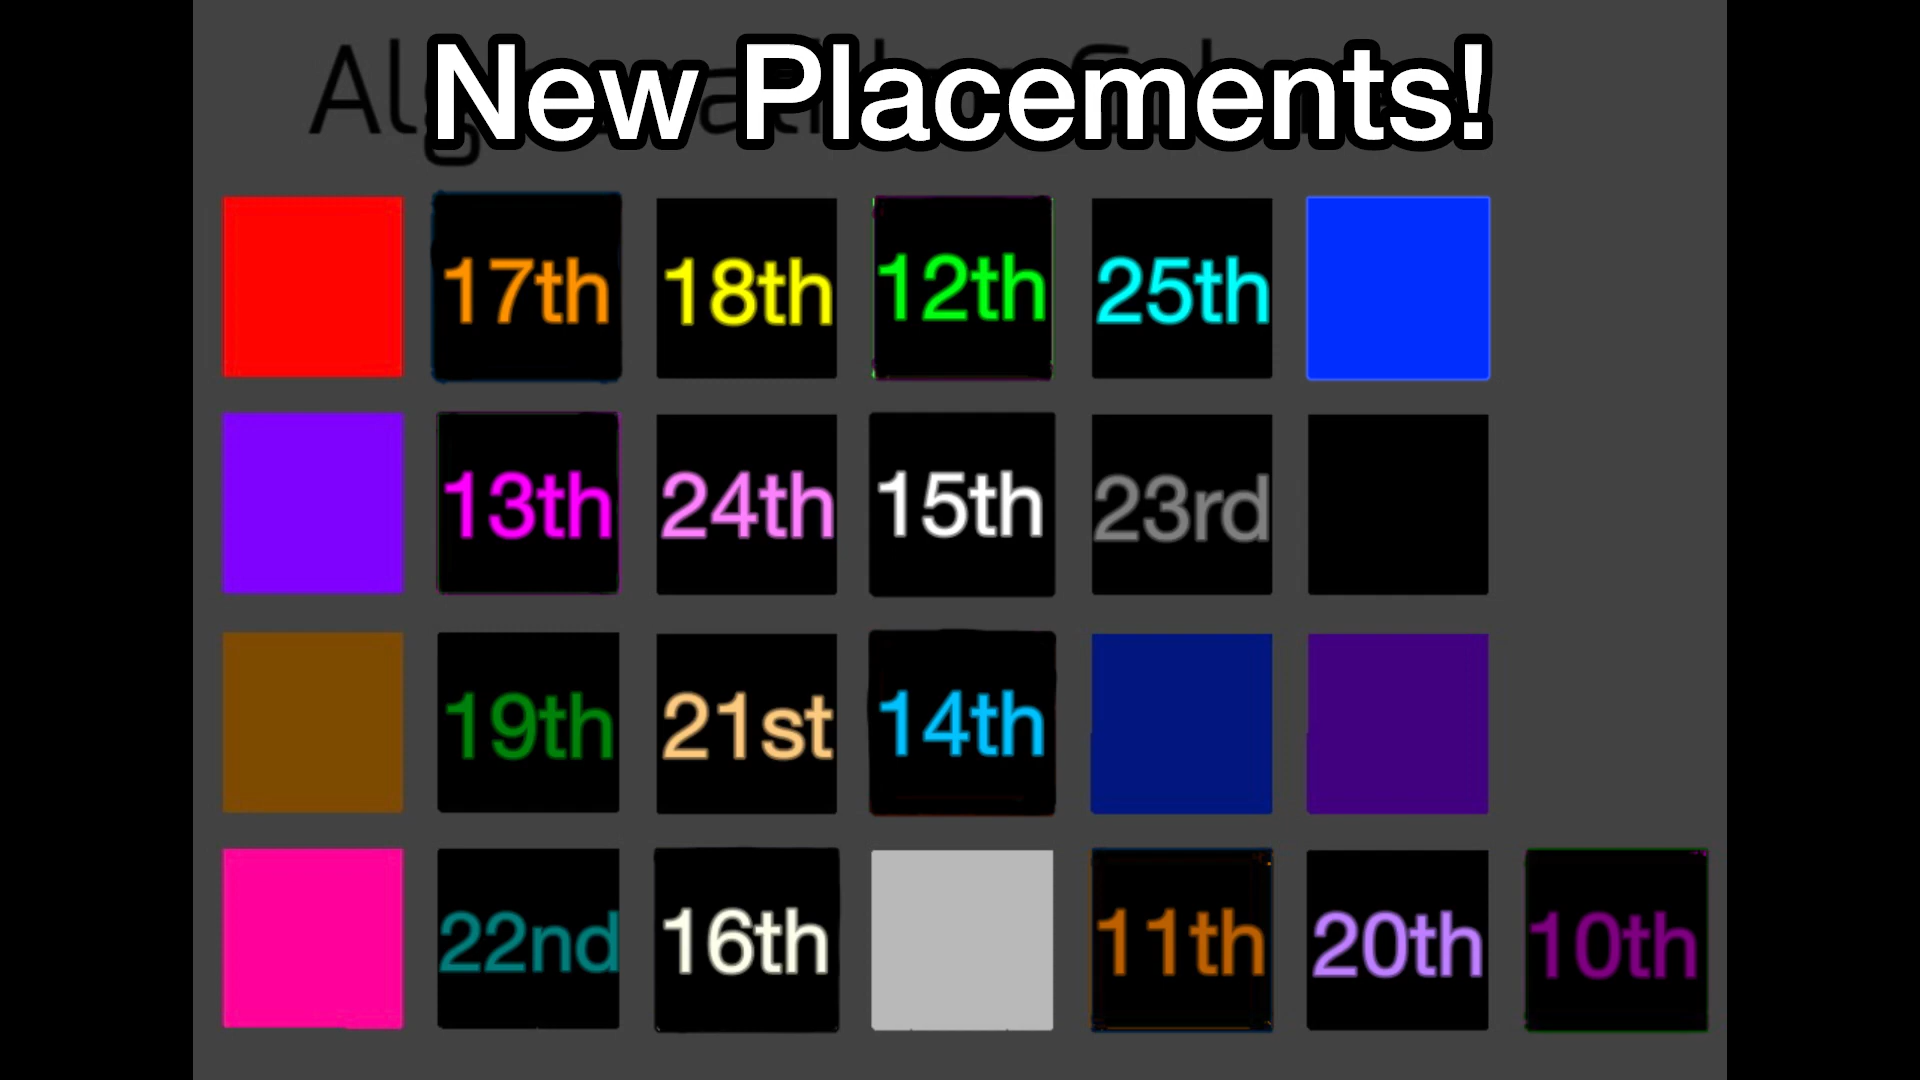 New Placements!
17th 18th 12th 25th
13th 24th 15th 23rd
19th 21st 14th
22nd 16th 11th 20th 10th